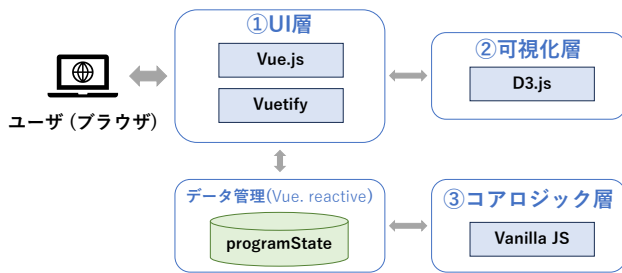 ①UI層
Vue.js
Vuetify
ユーザ (ブラウザ)
②可視化層
D3.js
データ管理(Vue. reactive)
programState
③コアロジック層
Vanilla JS